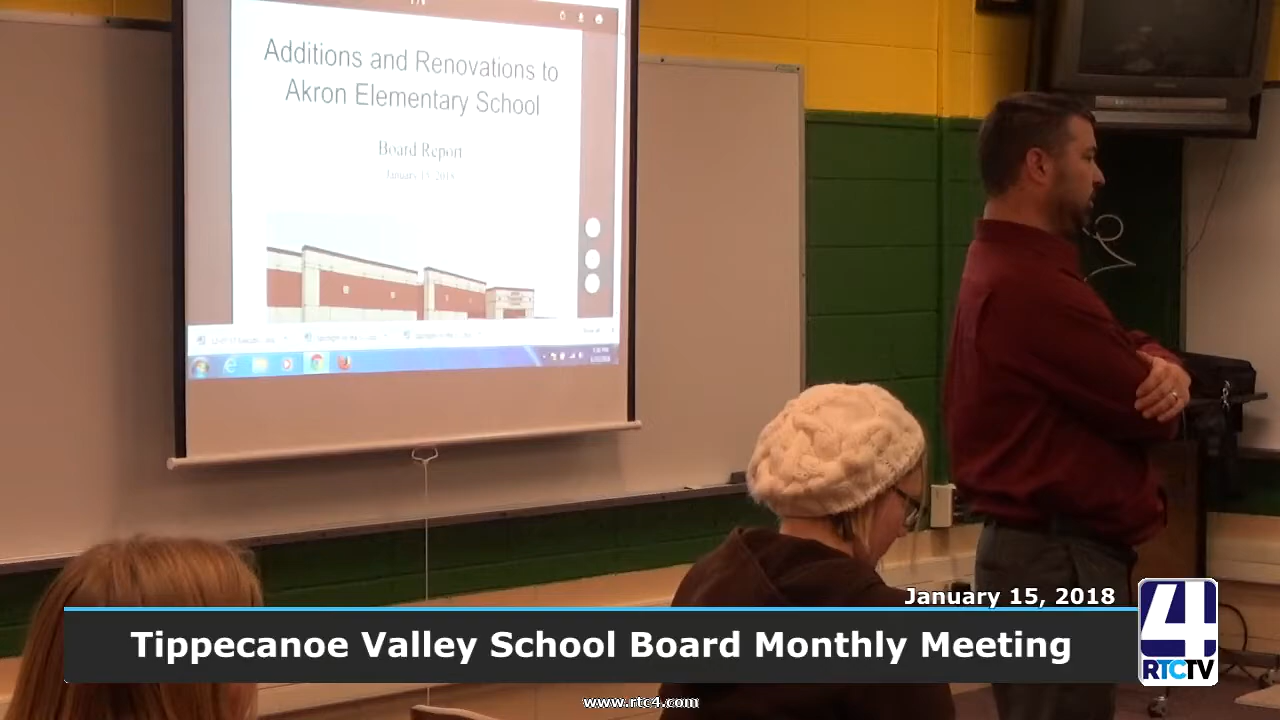 Additions and Renovations to
Akron Elementary School
Board Report
January 15, 2018
Tippecanoe Valley School Board Monthly Meeting
4
RTCTV
www.rtc4.com